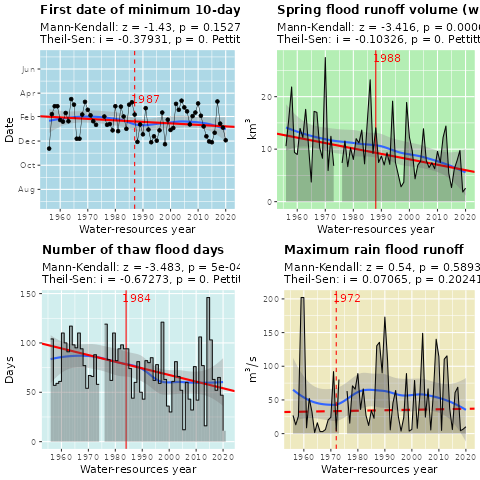 First date of minimum 10-day
Mann-Kendall: z = -1.43, p = 0.1527
Theil-Sen: i = -0.37931, p = 0. Pettit
Date
Jun
Apr
Feb
Dec
Oct
Aug
1987
1960 1970 1980 1990 2000 2010 2020
Water-resources year
Spring flood runoff volume (w
Mann-Kendall: z = -3.416, p = 0.000
Theil-Sen: i = -0.10326, p = 0. Pettit
km³
20
10
0
1988
1960 1970 1980 1990 2000 2010 2020
Water-resources year
Number of thaw flood days
Mann-Kendall: z = -3.483, p = 5e-04
Theil-Sen: i = -0.67273, p = 0. Pettit
Days
150
100
50
0
1984
1960 1970 1980 1990 2000 2010 2020
Water-resources year
Maximum rain flood runoff
Mann-Kendall: z = 0.54, p = 0.5893
Theil-Sen: i = 0.07065, p = 0.20241
m³/s
200
150
100
50
0
1972
1960 1970 1980 1990 2000 2010 2020
Water-resources year